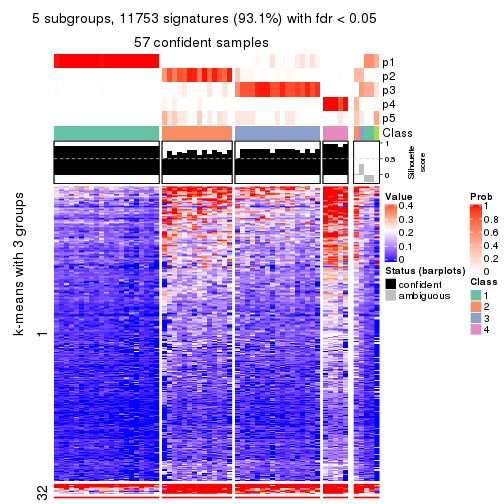 5 subgroups, 11753 signatures (93.1%) with fdr < 0.05
57 confident samples
p1
p2
p3
p4
p5
Class
1
0.5
0
Silhouette
score
k-means with 3 groups
1
32
Value
0.4
0.3
0.2
0.1
0
Status (barplots)
confident
ambiguous
Prob
1
0.8
0.6
0.4
0.2
0
Class
1
2
3
4